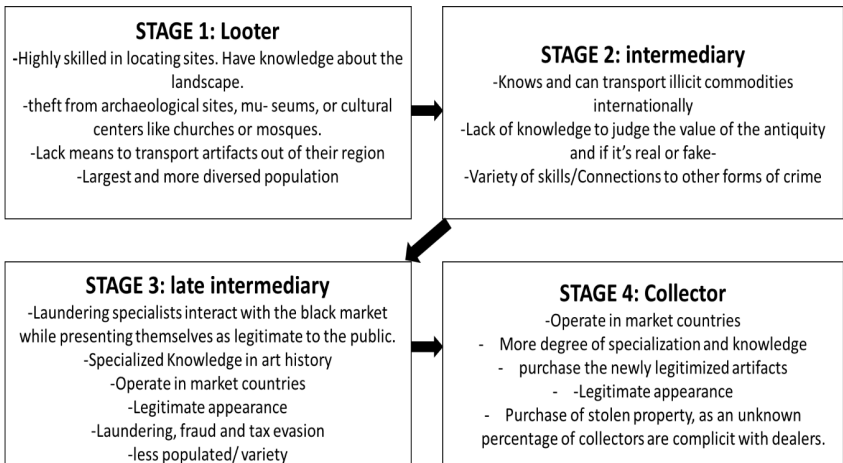 STAGE 1: Looter
-Highly skilled in locating sites. Have knowledge about the
landscape.
-theft from archaeological sites, mu- seums, or cultural
centers like churches or mosques.
-Lack means to transport artifacts out of their region
-Largest and more diversed population
STAGE 2: intermediary
-Knows and can transport illicit commodities
internationally
-Lack of knowledge to judge the value of the antiquity
and if it's real or fake-
-Variety of skills/Connections to other forms of crime
STAGE 3: late intermediary
-Laundering specialists interact with the black market
while presenting themselves as legitimate to the public.
-Specialized Knowledge in art history
-Operate in market countries
-Legitimate appearance
-Laundering, fraud and tax evasion
-less populated/ variety
STAGE 4: Collector
-Operate in market countries
- More degree of specialization and knowledge
- purchase the newly legitimized artifacts
- -Legitimate appearance
- Purchase of stolen property, as an unknown
percentage of collectors are complicit with dealers.